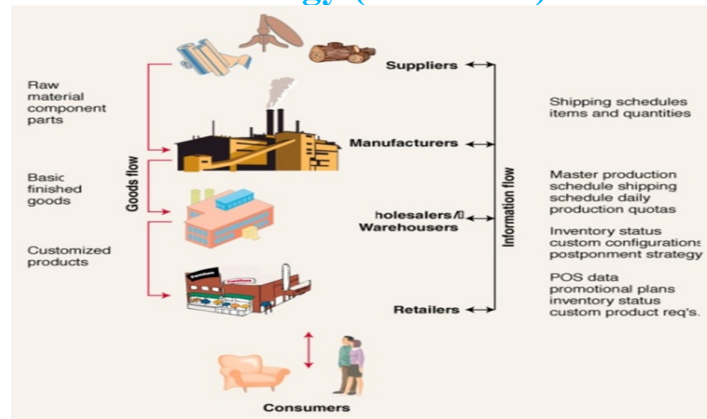 Suppliers
Raw
material
component
parts
Shipping schedules
items and quantities
Manufacturers
Goods flow
Information flow
Basic
finished
goods
Master production
schedule shipping
schedule daily
production quotas
holesalers/
Warehousers
Inventory status
custom configurations
postponment strategy
Customized
products
POS data
promotional plans
inventory status
custom product req's.
Retailers
Consumers